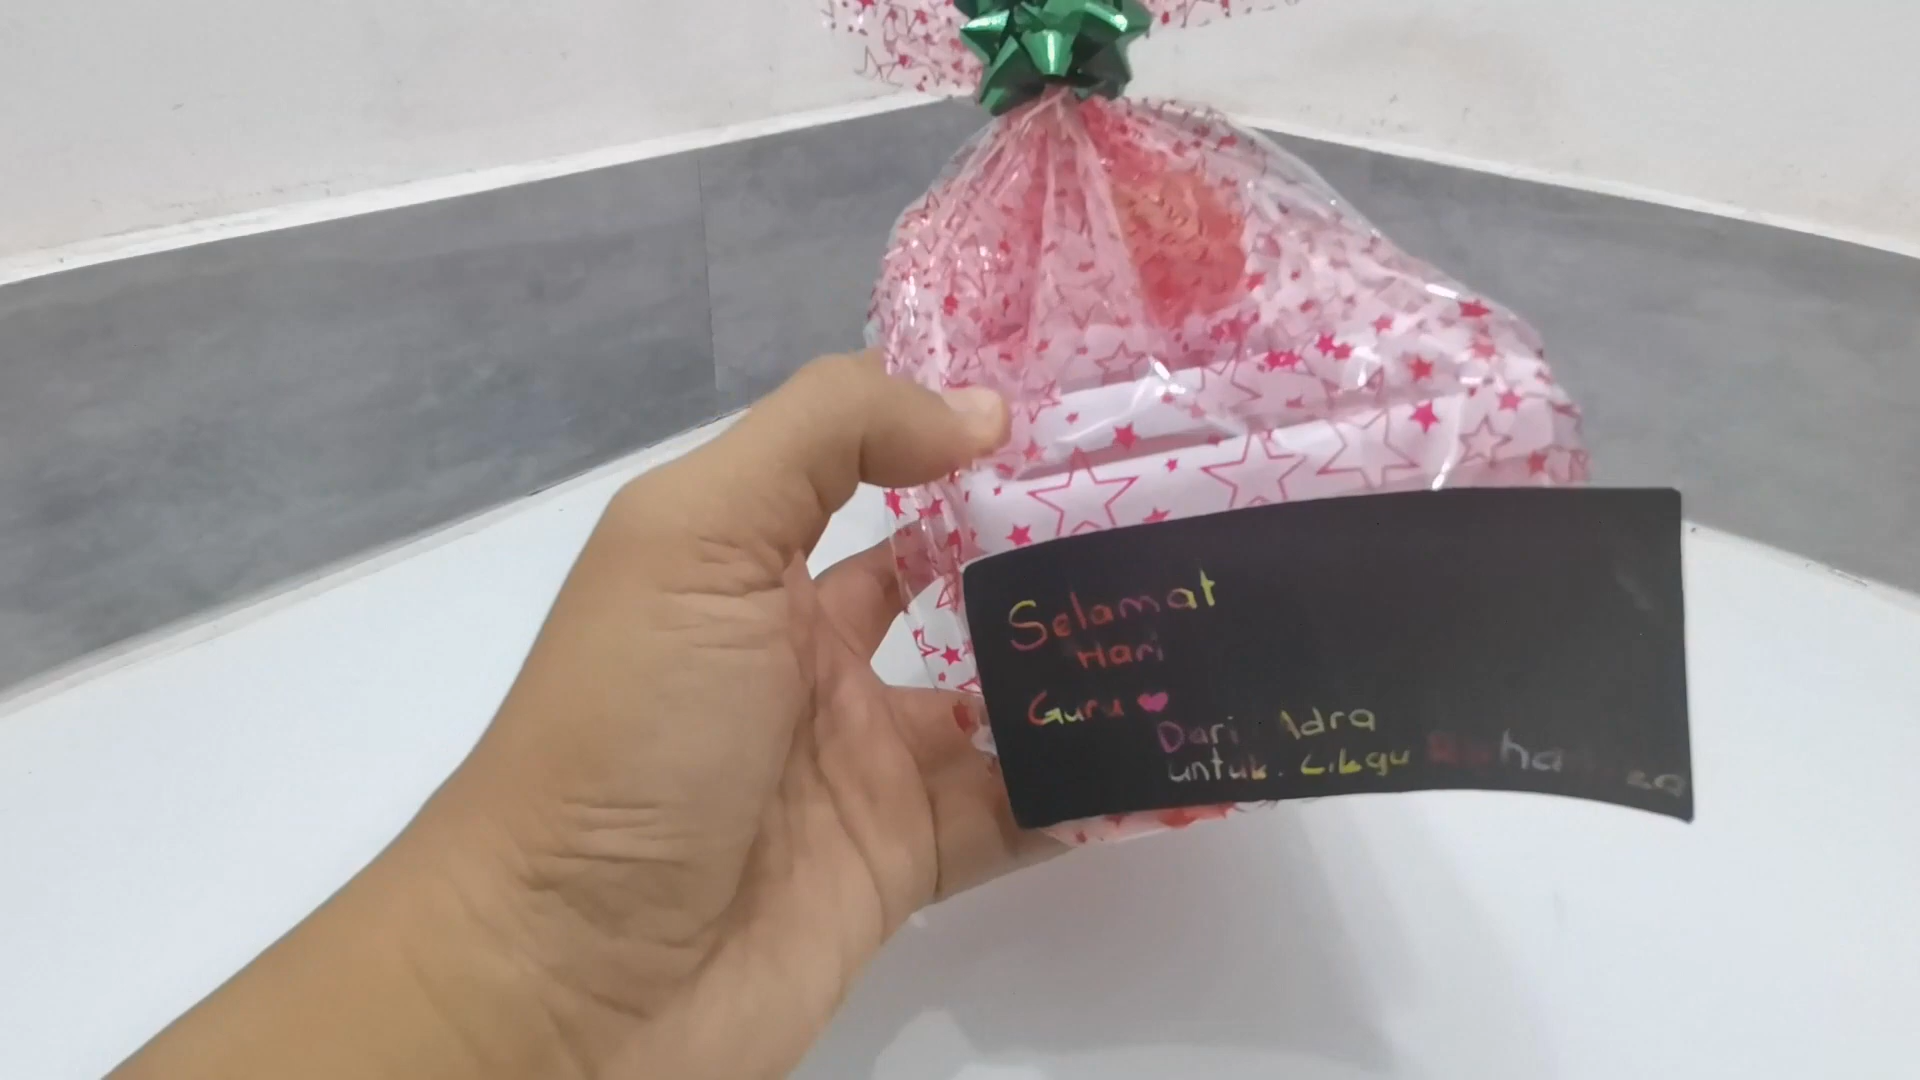 Selamat
Hari
Guru ♥
Dari Adra
untuk Cikgu